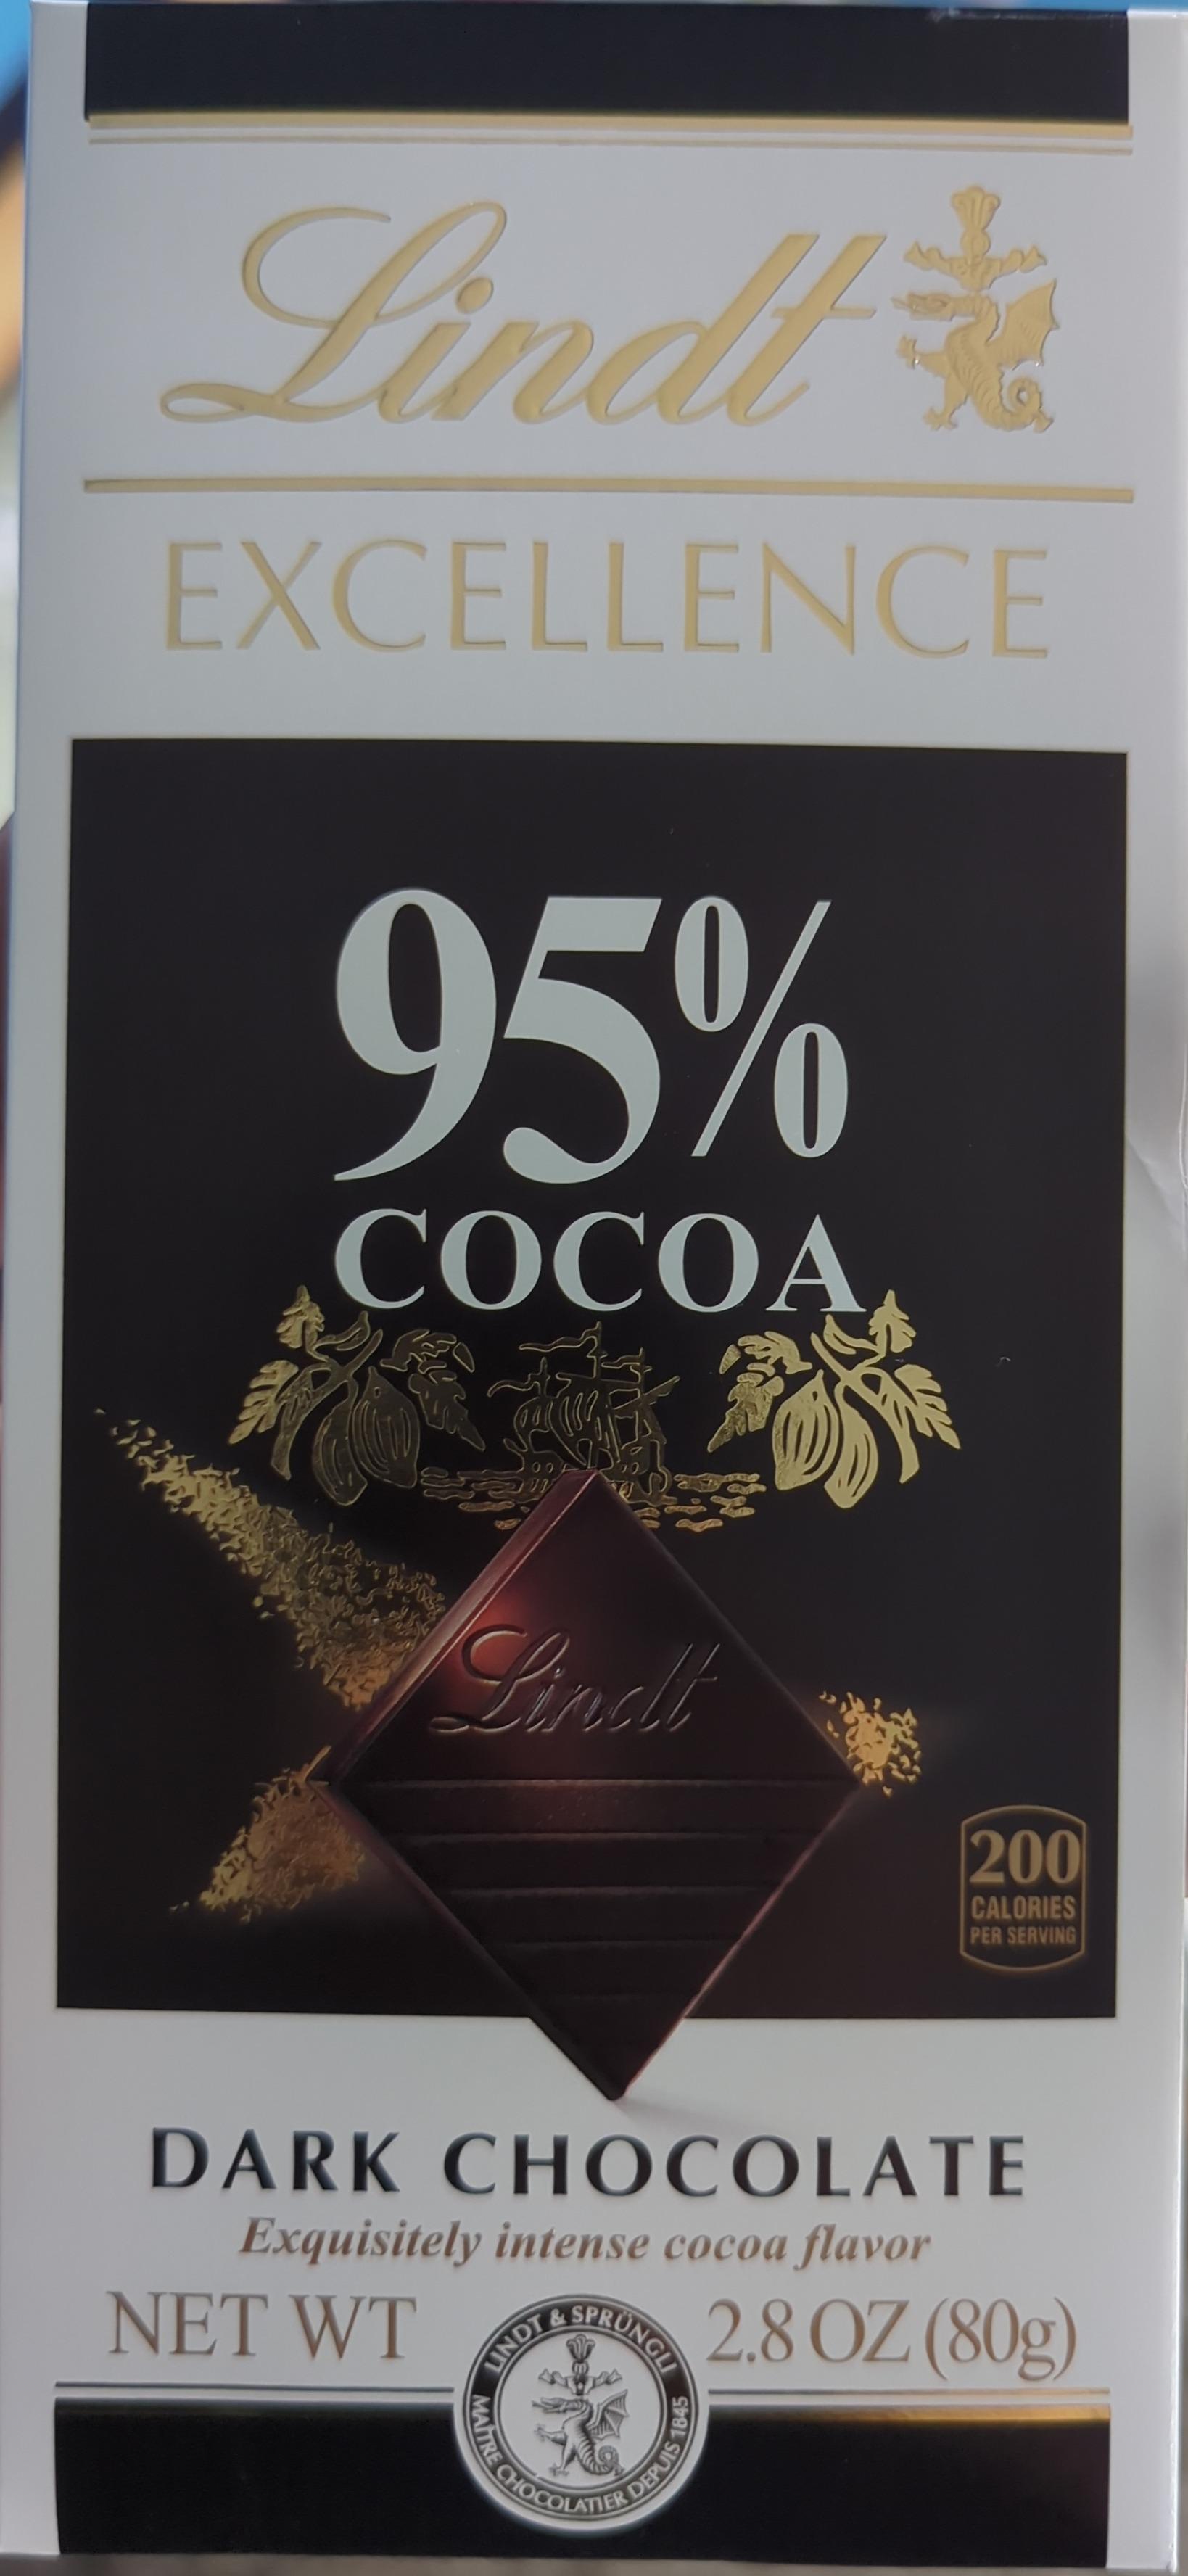 Lindt
EXCELLENCE
95%
COCOA
Lindt
200
CALORIES
PER SERVING
DARK CHOCOLATE
Exquisitely intense cocoa flavor
NET WT 2.8 OZ (80g)
LINDT & SPRÜNGLI
MAÎTRE CHOCOLATIER DEPUIS 1845